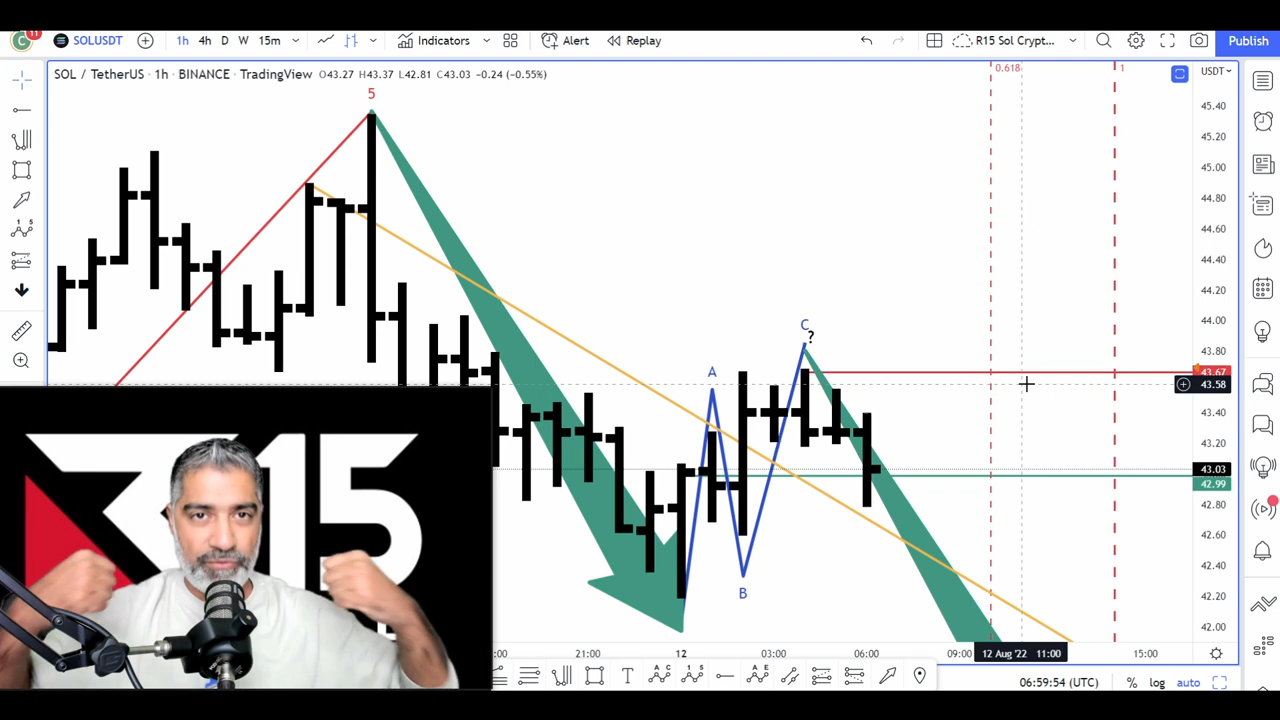 11
SOLUSDT 1h 4h D W 15m Indicators Alert Replay R15 Sol Crypt... Publish
SOL / TetherUS · 1h · BINANCE · TradingView O43.27 H43.37 L42.81 C43.03 −0.24 (−0.55%)
0.618
1
USDT
5
45.40
45.20
45.00
44.80
44.60
44.40
44.20
44.00
43.80
43.67
43.58
43.40
43.20
43.03
42.99
42.80
42.60
42.40
42.20
42.00
C
?
A
B
R15
:00 21:00 12 03:00 06:00 09:00 12 Aug '22 11:00 15:00
06:59:54 (UTC) % log auto